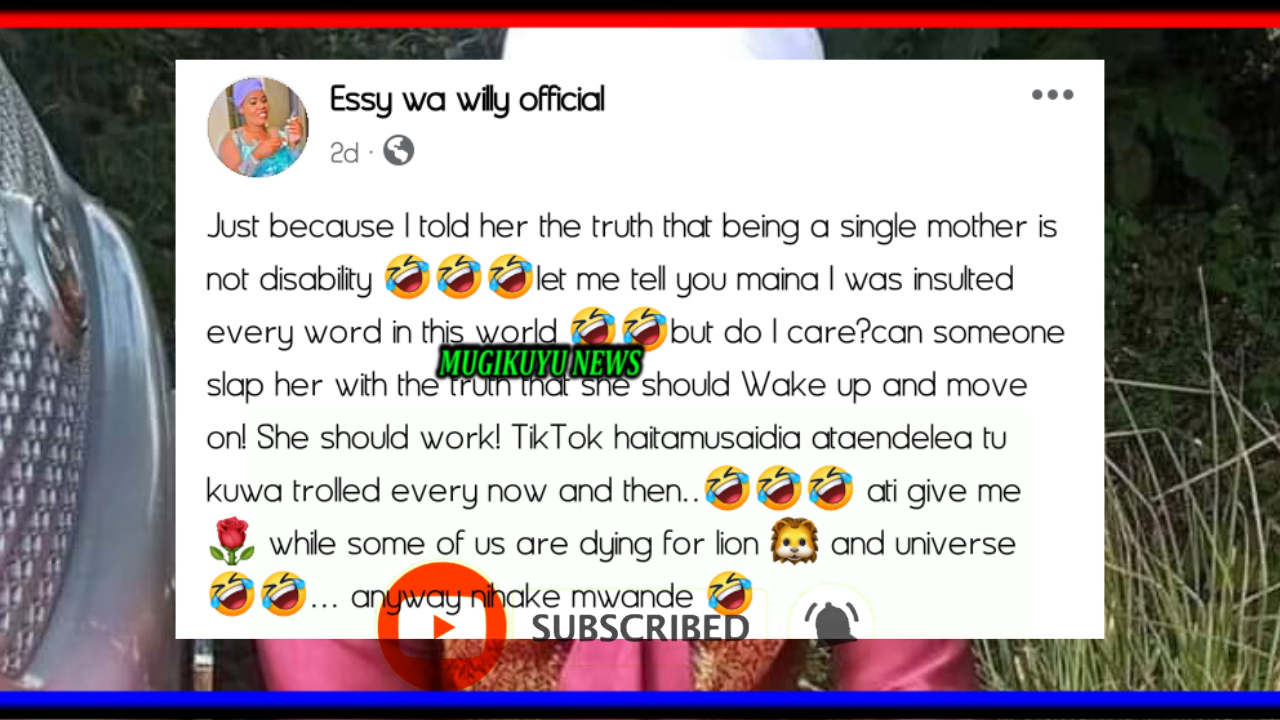 Essy wa willy official
2d ·
Just because I told her the truth that being a single mother is
not disability 🤣🤣🤣let me tell you maina I was insulted
every word in this world 🤣🤣but do I care?can someone
MUGIKUYU NEWS
slap her with the truth that she should Wake up and move
on! She should work! TikTok haitamusaidia ataendelea tu
kuwa trolled every now and then..🤣🤣🤣 ati give me
🌹 while some of us are dying for lion 🦁 and universe
🤣🤣... anyway nihake mwande 🤣
SUBSCRIBED